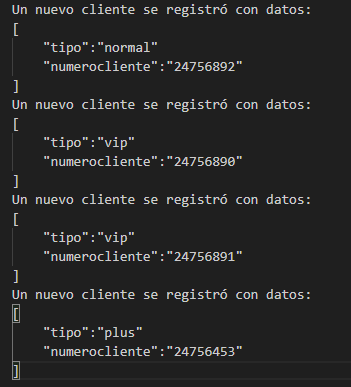 Un nuevo cliente se registró con datos:
[
    "tipo":"normal"
    "numerocliente":"24756892"
]
Un nuevo cliente se registró con datos:
[
    "tipo":"vip"
    "numerocliente":"24756890"
]
Un nuevo cliente se registró con datos:
[
    "tipo":"vip"
    "numerocliente":"24756891"
]
Un nuevo cliente se registró con datos:
[
    "tipo":"plus"
    "numerocliente":"24756453"
]